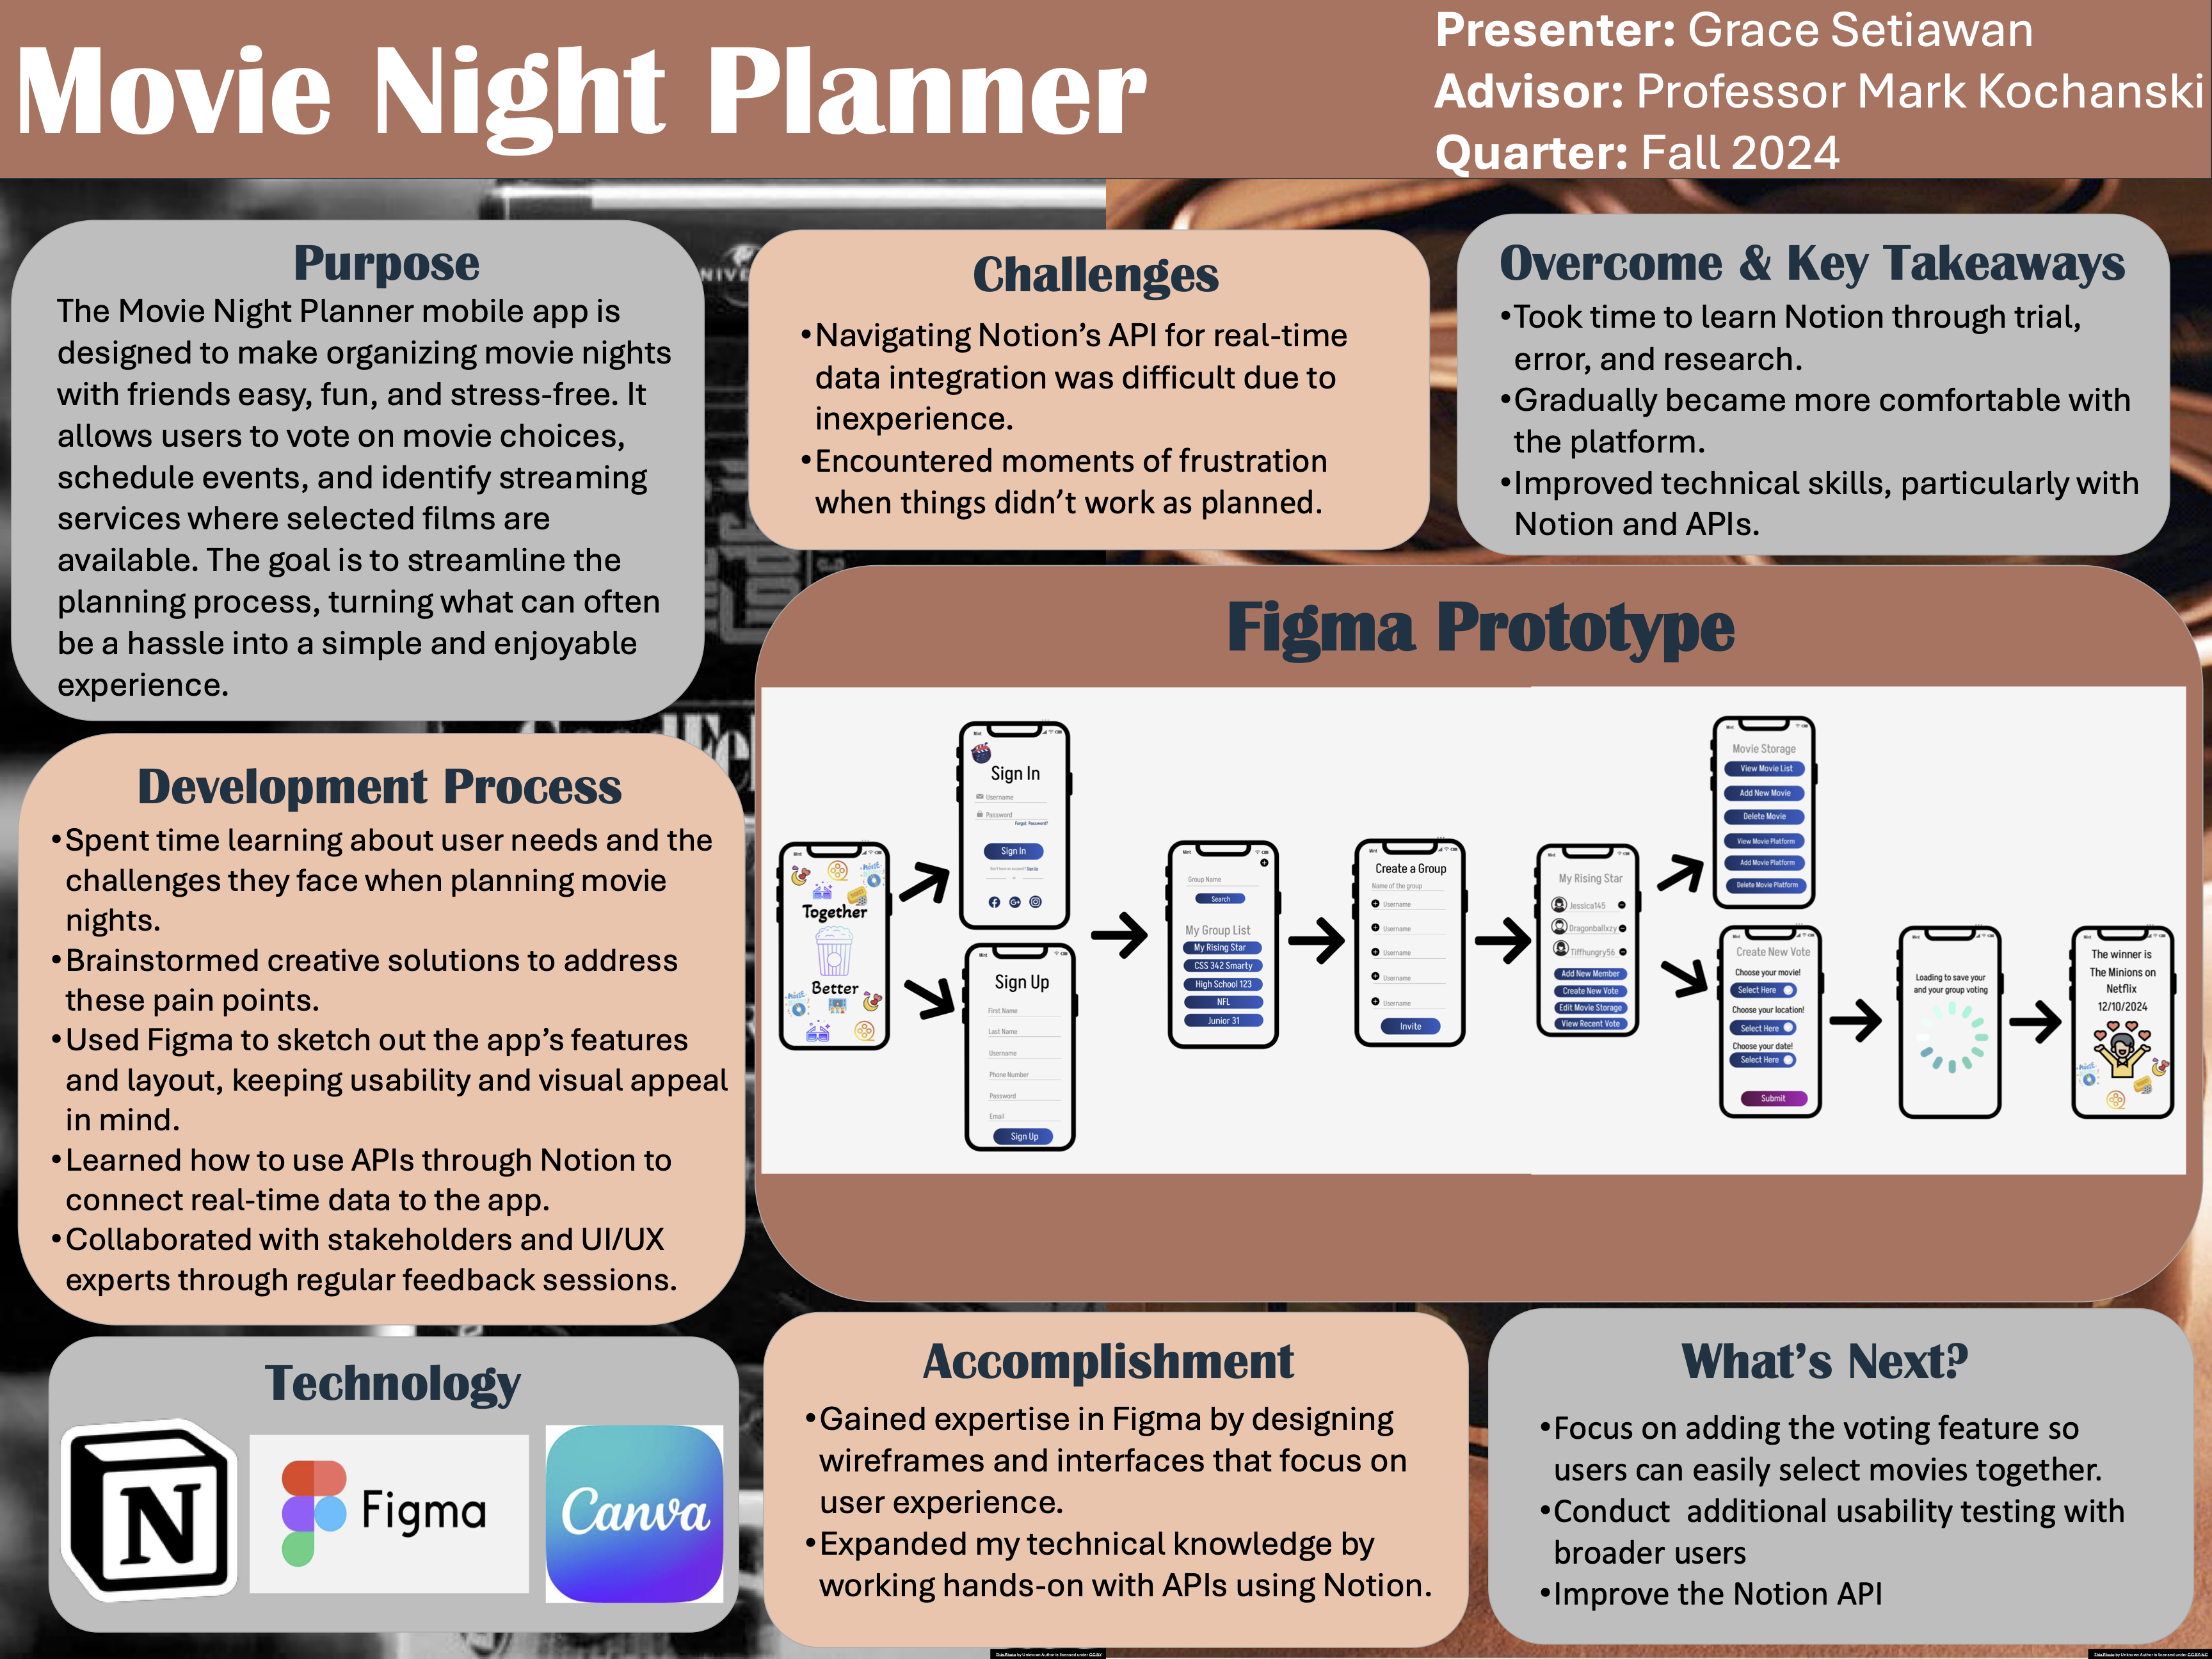 Movie Night Planner
Presenter: Grace Setiawan
Advisor: Professor Mark Kochanski
Quarter: Fall 2024
Purpose
The Movie Night Planner mobile app is
designed to make organizing movie nights
with friends easy, fun, and stress-free. It
allows users to vote on movie choices,
schedule events, and identify streaming
services where selected films are
available. The goal is to streamline the
planning process, turning what can often
be a hassle into a simple and enjoyable
experience.
Development Process
•Spent time learning about user needs and the
challenges they face when planning movie
nights.
•Brainstormed creative solutions to address
these pain points.
•Used Figma to sketch out the app's features
and layout, keeping usability and visual appeal
in mind.
•Learned how to use APIs through Notion to
connect real-time data to the app.
•Collaborated with stakeholders and UI/UX
experts through regular feedback sessions.
Technology
N
Figma
Canva
Challenges
•Navigating Notion's API for real-time
data integration was difficult due to
inexperience.
•Encountered moments of frustration
when things didn't work as planned.
Overcome & Key Takeaways
•Took time to learn Notion through trial,
error, and research.
•Gradually became more comfortable with
the platform.
•Improved technical skills, particularly with
Notion and APIs.
Figma Prototype
Together
Better
Sign In
Username
Password
Forgot Password?
Sign In
Sign Up
First Name
Last Name
Username
Phone Number
Password
Email
Sign Up
Group Name
Search
My Group List
My Rising Star
CSS 342 Smarty
High School 123
NFL
Junior 31
Create a Group
Name of the group
Username
Username
Username
Username
Username
Invite
My Rising Star
Jessica145
Dragonballxzy
Tiffhungry56
Add New Member
Create New Vote
Edit Movie Storage
View Recent Vote
Movie Storage
View Movie List
Add New Movie
Delete Movie
View Movie Platform
Add Movie Platform
Delete Movie Platform
Create New Vote
Choose your movie!
Select Here
Choose your location!
Select Here
Choose your date!
Select Here
Submit
Loading to save your
and your group voting
The winner is
The Minions on
Netflix
12/10/2024
Accomplishment
•Gained expertise in Figma by designing
wireframes and interfaces that focus on
user experience.
•Expanded my technical knowledge by
working hands-on with APIs using Notion.
What's Next?
•Focus on adding the voting feature so
users can easily select movies together.
•Conduct additional usability testing with
broader users
•Improve the Notion API
This Photo by Unknown Author is licensed under CC BY